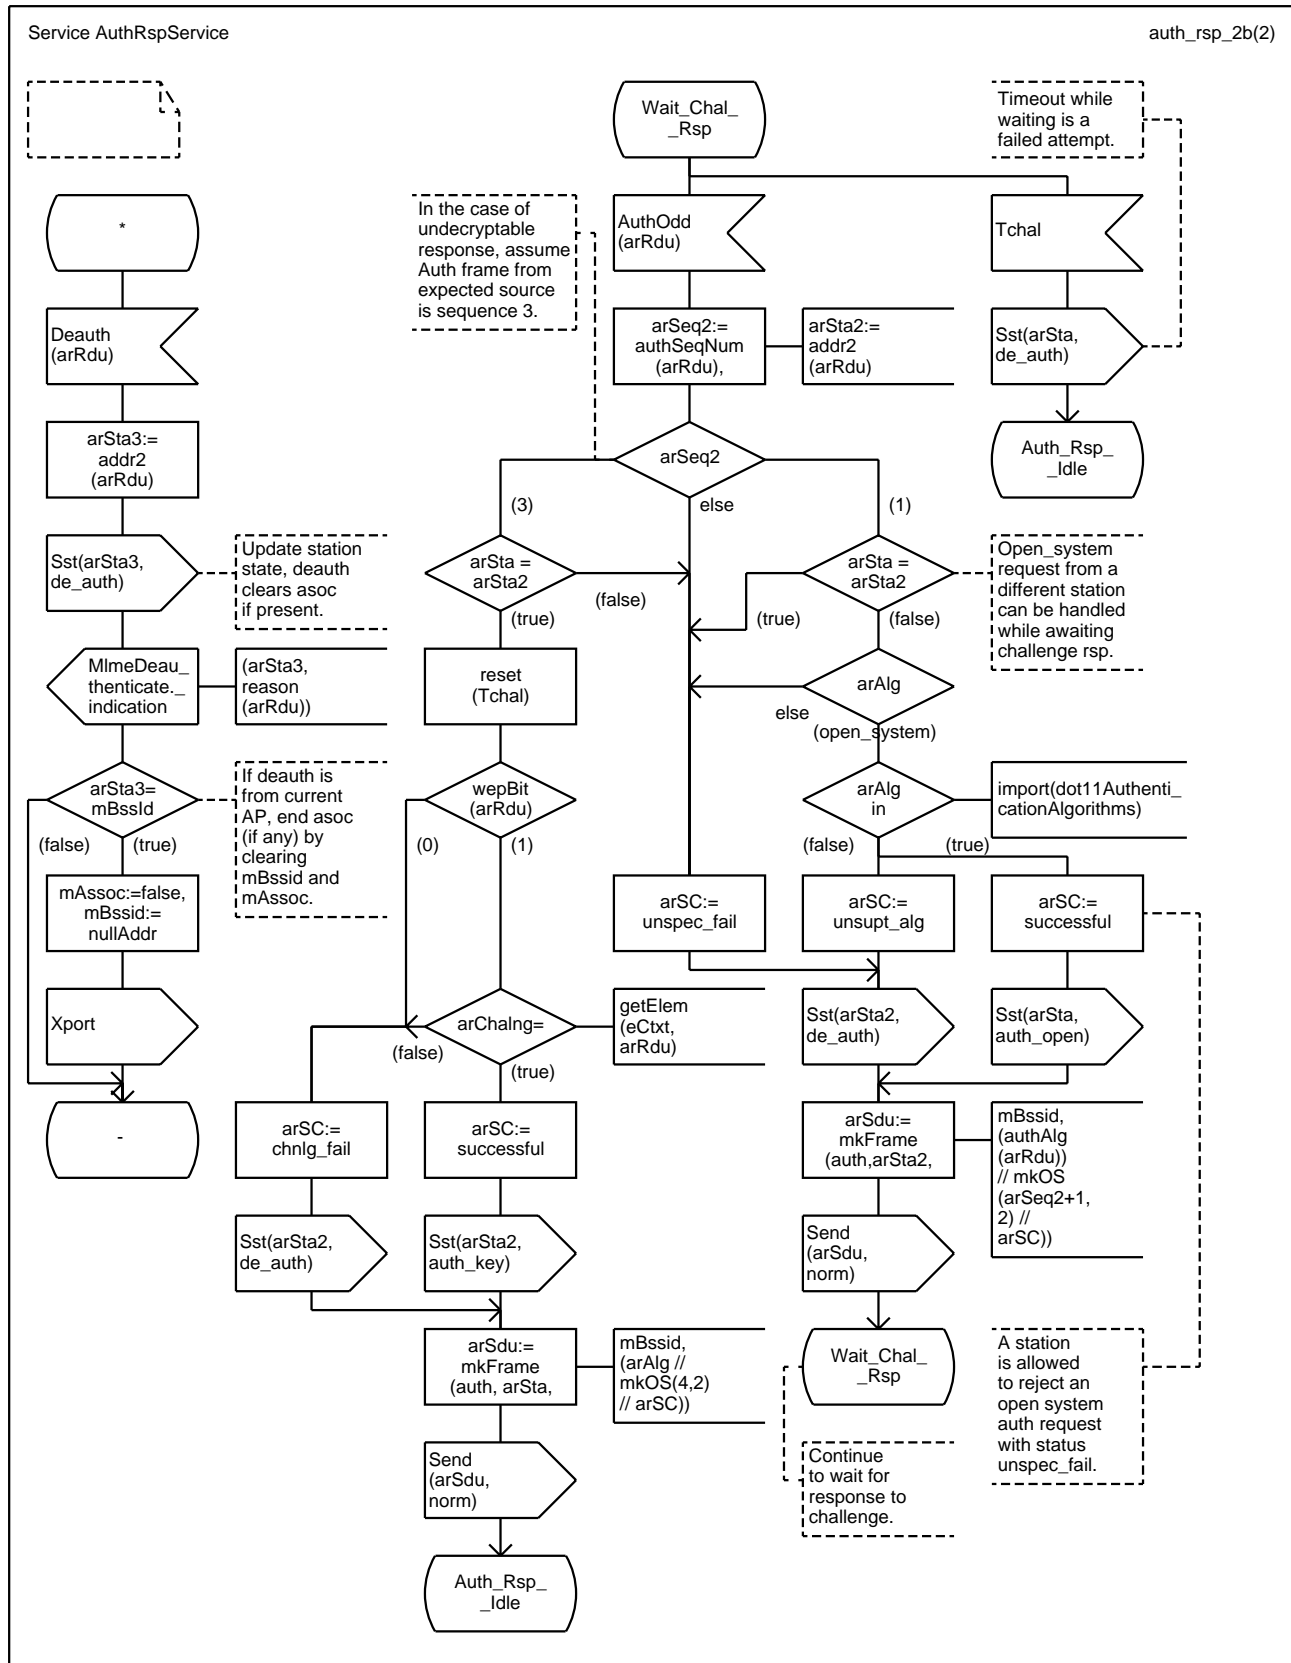 Service AuthRspService
auth_rsp_2b(2)
Wait_Chal_
_Rsp
Timeout while
waiting is a
failed attempt.
*
In the case of
undecryptable
response, assume
Auth frame from
expected source
is sequence 3.
AuthOdd
(arRdu)
Tchal
Deauth
(arRdu)
arSeq2:=
authSeqNum
(arRdu),
arSta2:=
addr2
(arRdu)
Sst(arSta,
de_auth)
arSta3:=
addr2
(arRdu)
arSeq2
Auth_Rsp_
_Idle
(3)
else
(1)
Sst(arSta3,
de_auth)
Update station
state, deauth
clears asoc
if present.
arSta =
arSta2
(false)
(true)
arSta =
arSta2
(true)
(false)
Open_system
request from a
different station
can be handled
while awaiting
challenge rsp.
MlmeDeau_
thenticate._
indication
(arSta3,
reason
(arRdu))
reset
(Tchal)
arAlg
else
(open_system)
arSta3=
mBssId
(false)
(true)
If deauth is
from current
AP, end asoc
(if any) by
clearing
mBssid and
mAssoc.
wepBit
(arRdu)
(0)
(1)
arAlg
in
(false)
(true)
import(dot11Authenti_
cationAlgorithms)
mAssoc:=false,
mBssid:=
nullAddr
arSC:=
unspec_fail
arSC:=
unsupt_alg
arSC:=
successful
Xport
arChalng=
(false)
(true)
getElem
(eCtxt,
arRdu)
Sst(arSta2,
de_auth)
Sst(arSta,
auth_open)
-
arSC:=
chnlg_fail
arSC:=
successful
arSdu:=
mkFrame
(auth,arSta2,
mBssid,
(authAlg
(arRdu))
// mkOS
(arSeq2+1,
2) //
arSC))
Sst(arSta2,
de_auth)
Sst(arSta2,
auth_key)
Send
(arSdu,
norm)
arSdu:=
mkFrame
(auth, arSta,
mBssid,
(arAlg //
mkOS(4,2)
// arSC))
Wait_Chal_
_Rsp
A station
is allowed
to reject an
open system
auth request
with status
unspec_fail.
Send
(arSdu,
norm)
Continue
to wait for
response to
challenge.
Auth_Rsp_
_Idle